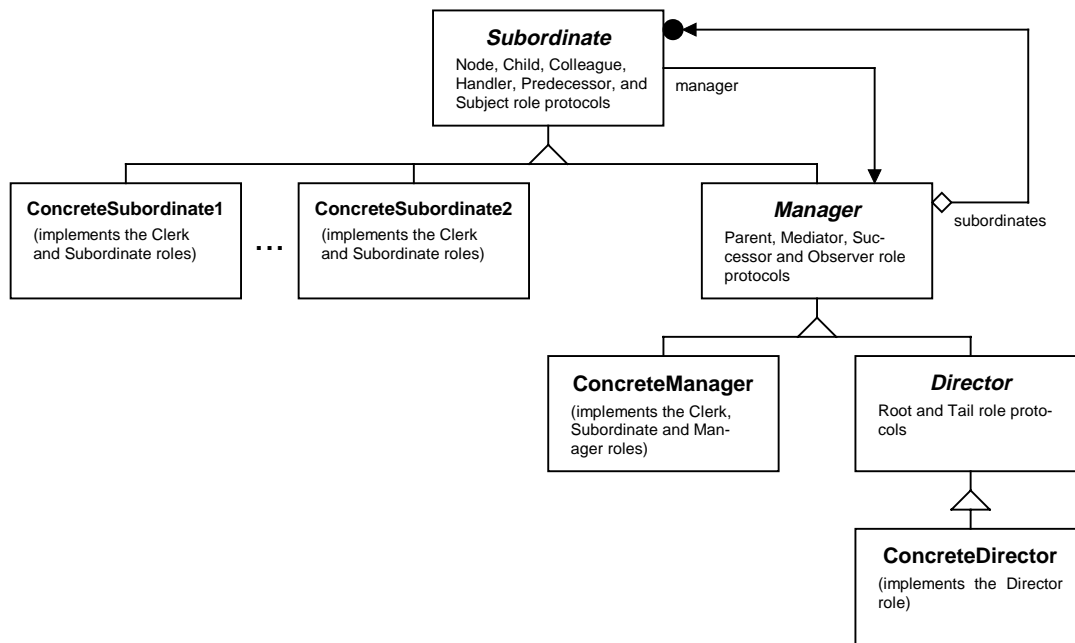 Subordinate
Node, Child, Colleague,
Handler, Predecessor, and
Subject role protocols
manager
ConcreteSubordinate1
(implements the Clerk
and Subordinate roles)
...
ConcreteSubordinate2
(implements the Clerk
and Subordinate roles)
Manager
Parent, Mediator, Suc-
cessor and Observer role
protocols
subordinates
ConcreteManager
(implements the Clerk,
Subordinate and Man-
ager roles)
Director
Root and Tail role proto-
cols
ConcreteDirector
(implements the Director
role)